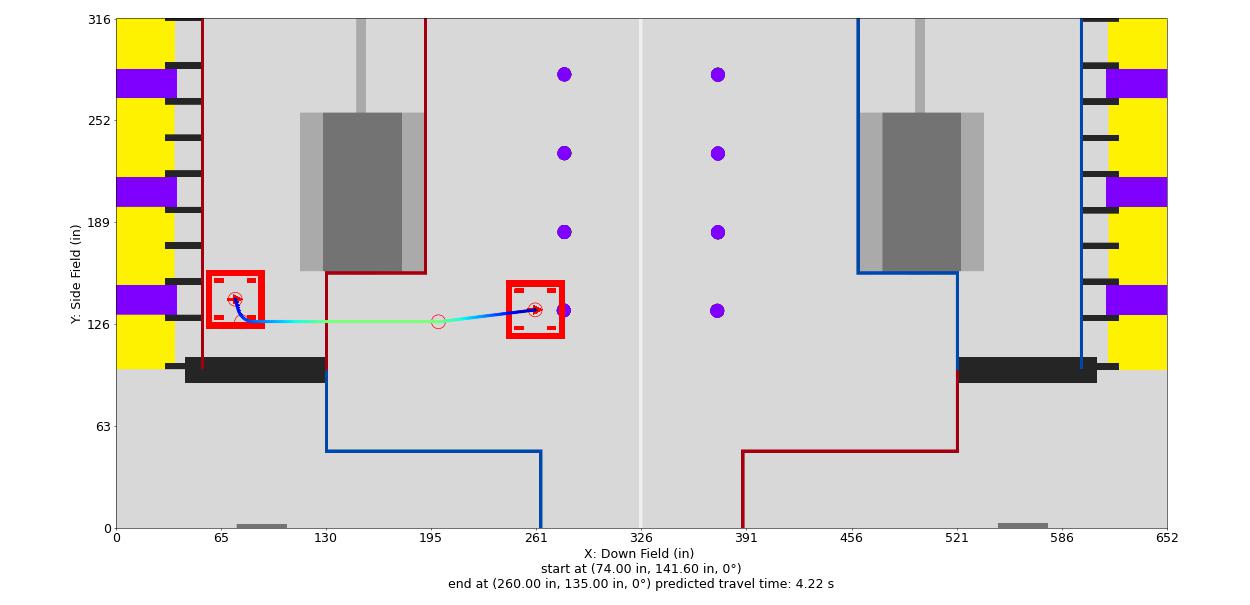 316
252
189
126
63
0
Y: Side Field (in)
0 65 130 195 261 326 391 456 521 586 652
X: Down Field (in)
start at (74.00 in, 141.60 in, 0°)
end at (260.00 in, 135.00 in, 0°) predicted travel time: 4.22 s